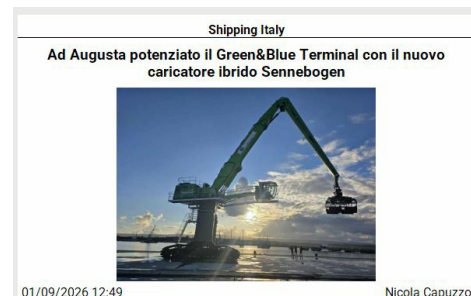 Shipping Italy
Ad Augusta potenziato il Green&Blue Terminal con il nuovo
caricatore ibrido Sennebogen
01/09/2026 12:49
Nicola Capuzzo